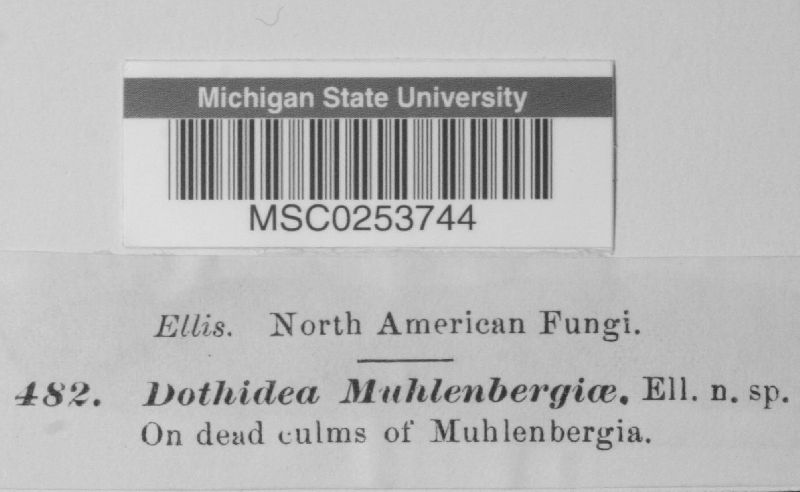 Michigan State University
MSC0253744
Ellis. North American Fungi.
482. Dothidea Muhlenbergiæ, Ell. n. sp.
On dead culms of Muhlenbergia.